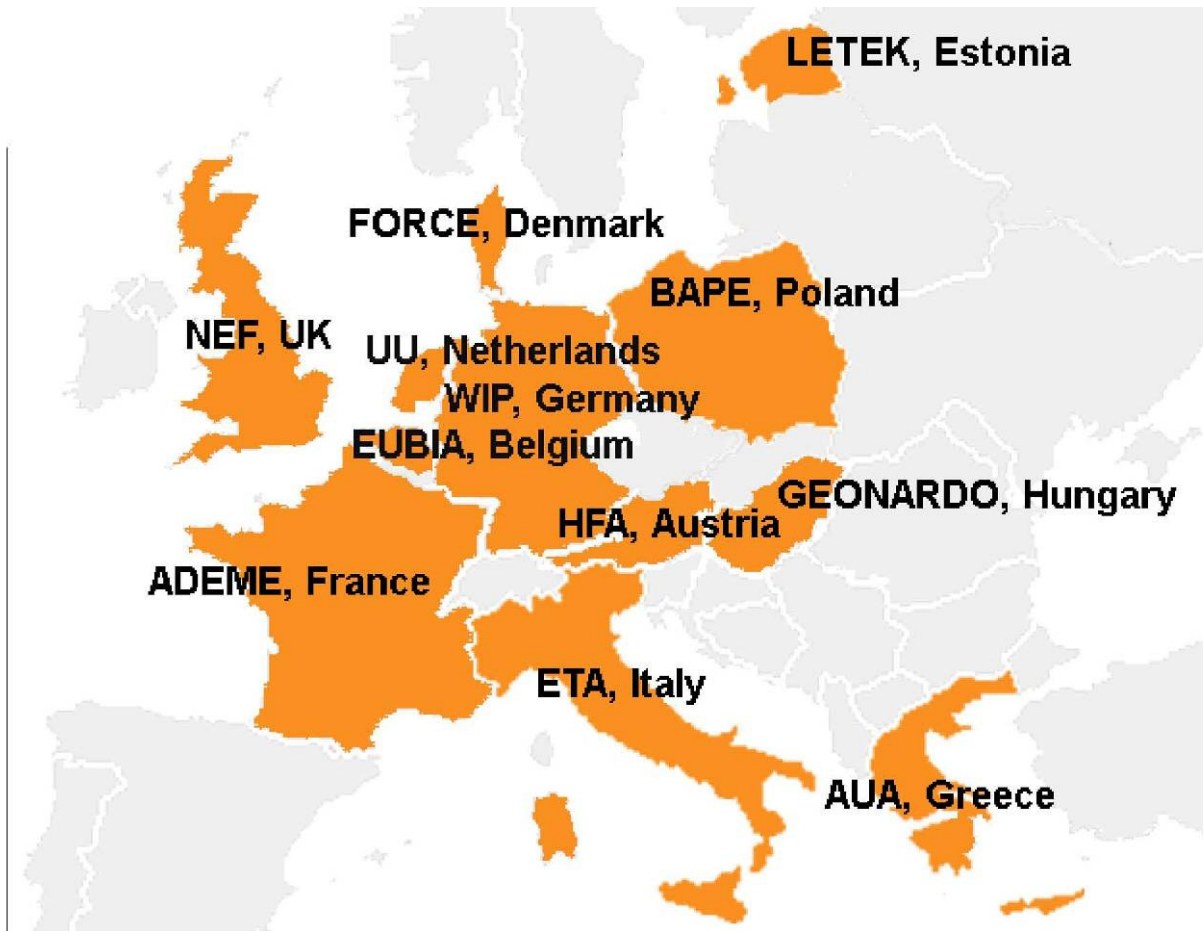 LETEK, Estonia
FORCE, Denmark
BAPE, Poland
NEF, UK
UU, Netherlands
WIP, Germany
EUBIA, Belgium
GEONARDO, Hungary
HFA, Austria
ADEME, France
ETA, Italy
AUA, Greece